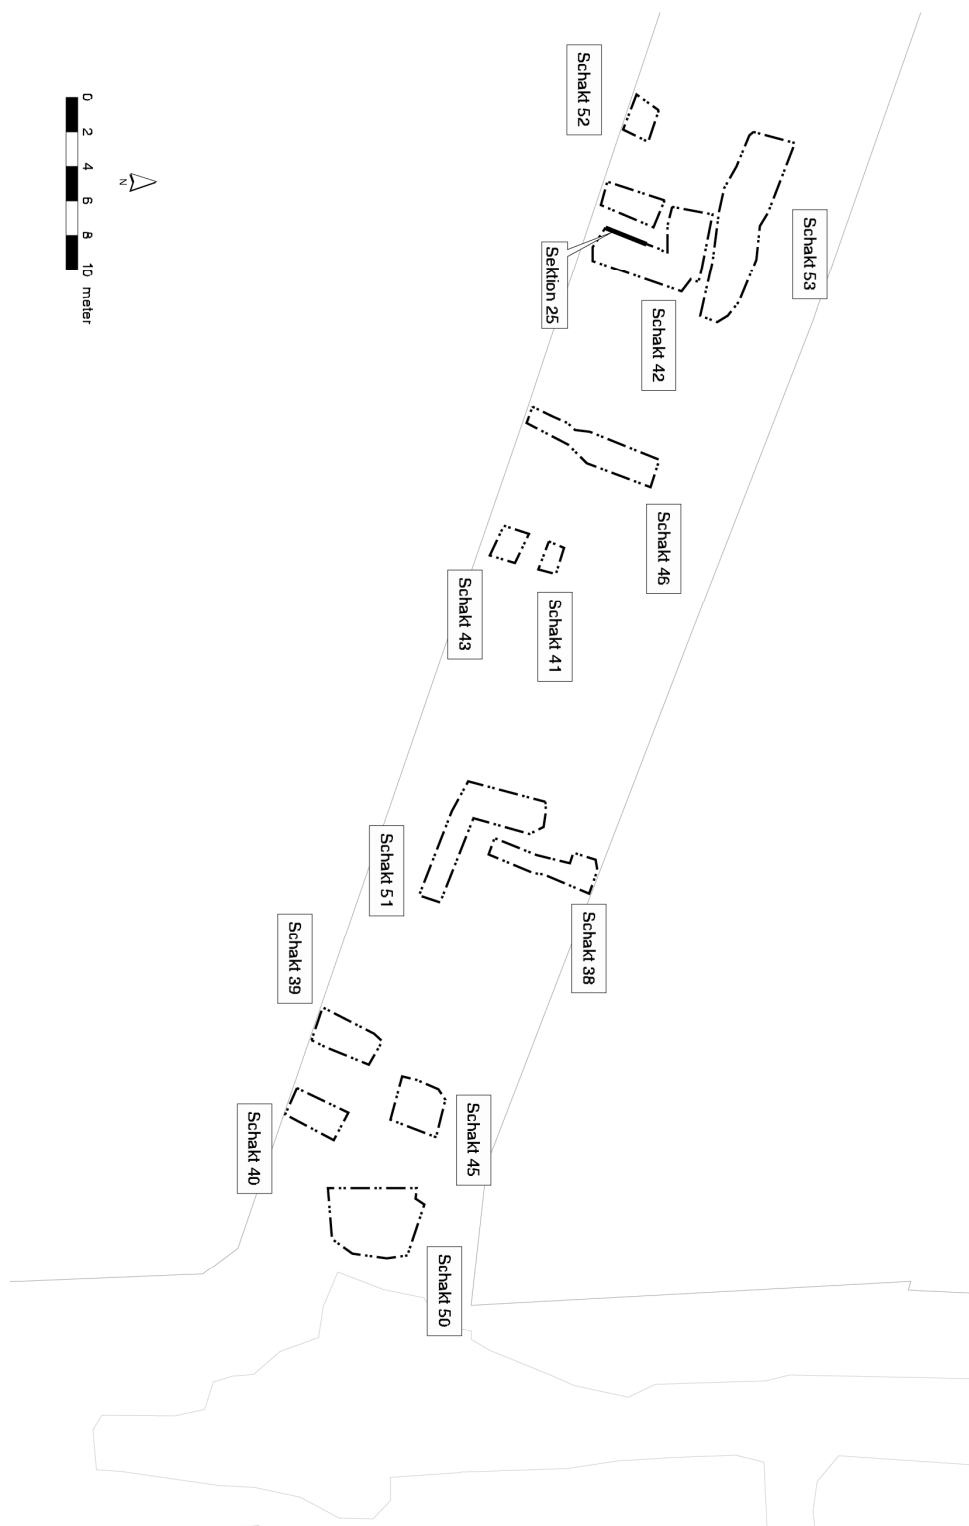 Schakt 52
Schakt 53
Sektion 25
Schakt 42
Schakt 46
Schakt 43
Schakt 41
Schakt 51
Schakt 38
Schakt 39
Schakt 40
Schakt 45
Schakt 50
0 2 4 6 8 10 meter
N